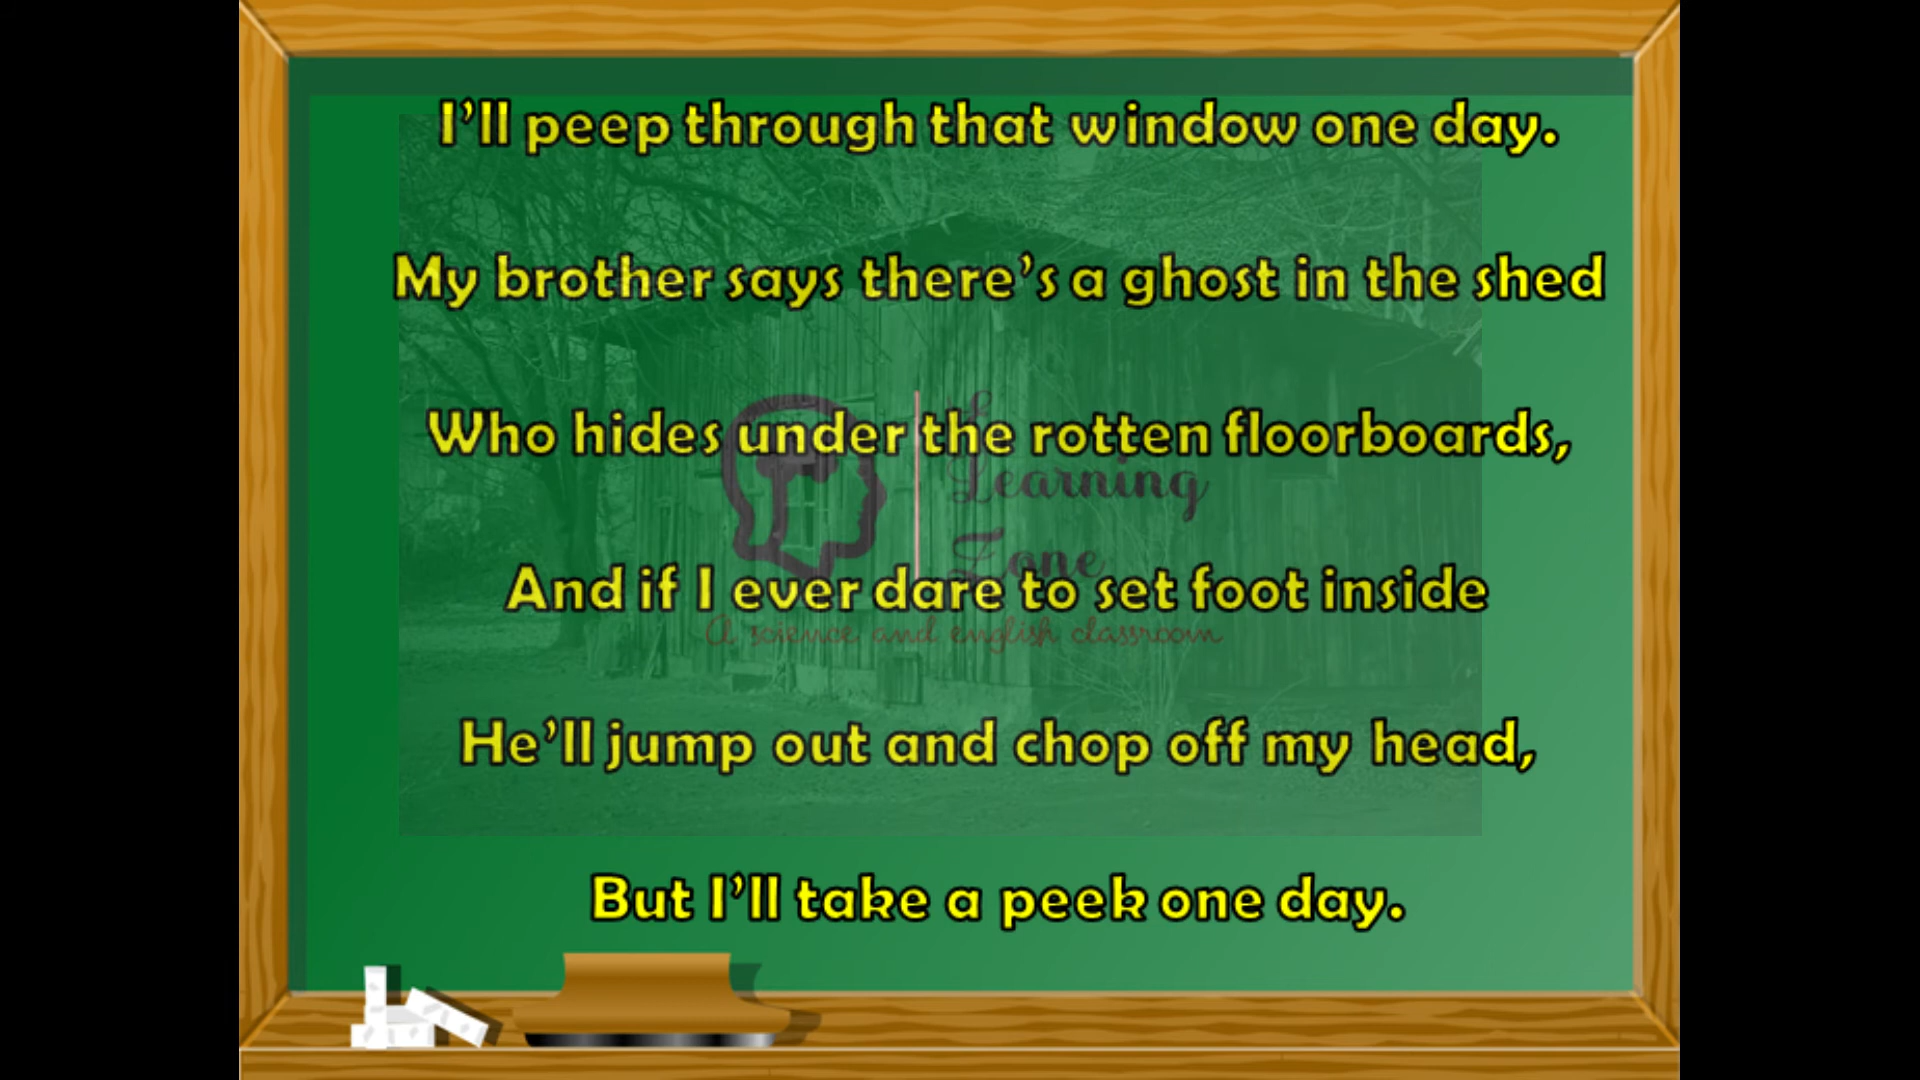 I’ll peep through that window one day.
My brother says there’s a ghost in the shed
Who hides under the rotten floorboards,
Learning
Zone
And if I ever dare to set foot inside
A science and english classroom
He’ll jump out and chop off my head,
But I’ll take a peek one day.